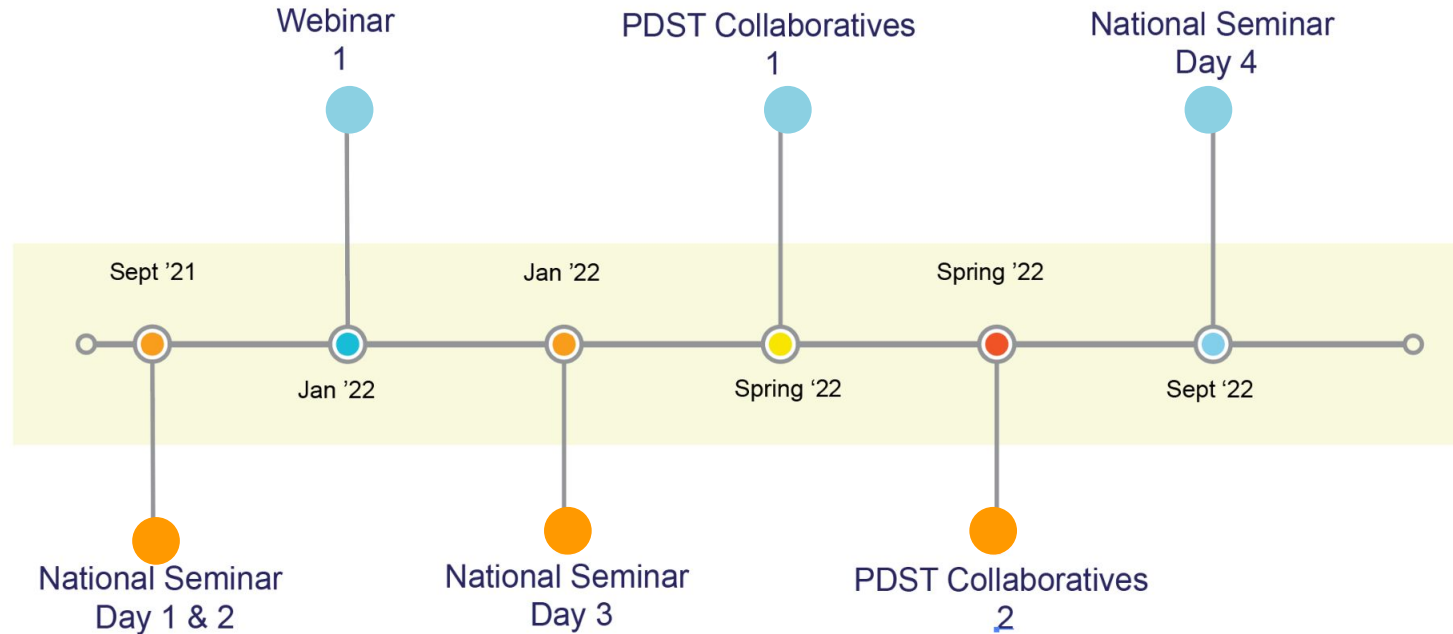 Webinar
1
PDST Collaboratives
1
National Seminar
Day 4
Sept ’21
Jan ’22
Spring ’22
Jan ’22
Spring ‘22
Sept ‘22
National Seminar
Day 1 & 2
National Seminar
Day 3
PDST Collaboratives
2